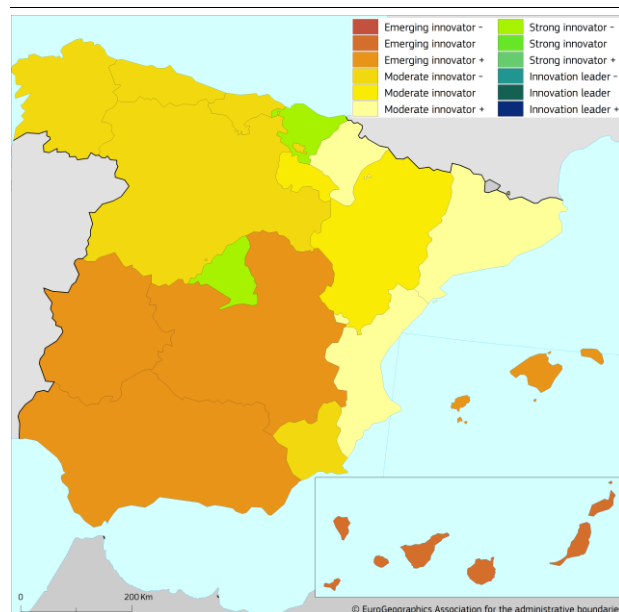 Emerging innovator -
Emerging innovator
Emerging innovator +
Moderate innovator -
Moderate innovator
Moderate innovator +
Strong innovator -
Strong innovator
Strong innovator +
Innovation leader -
Innovation leader
Innovation leader +
0 200 Km
© EuroGeographics Association for the administrative boundaries